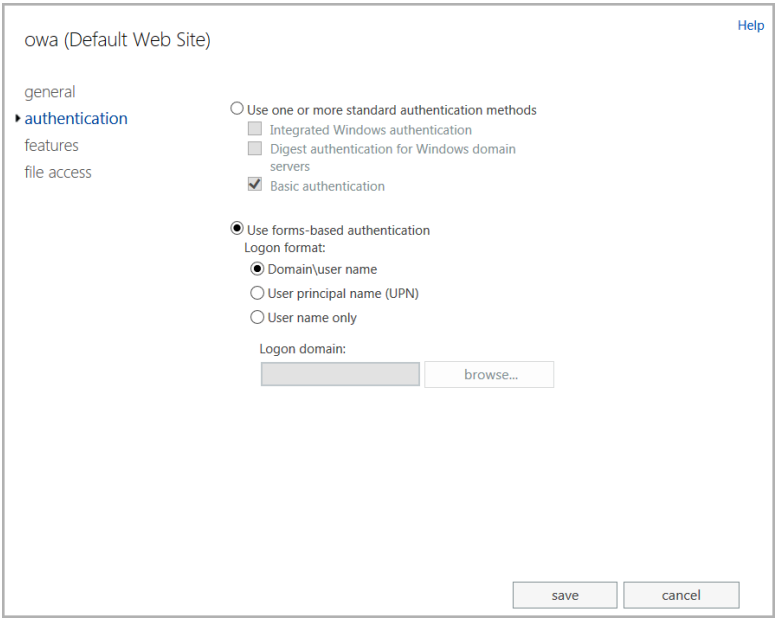 Help
owa (Default Web Site)
general
authentication
features
file access
Use one or more standard authentication methods
Integrated Windows authentication
Digest authentication for Windows domain
servers
Basic authentication
Use forms-based authentication
Logon format:
Domain\user name
User principal name (UPN)
User name only
Logon domain:
browse...
save
cancel